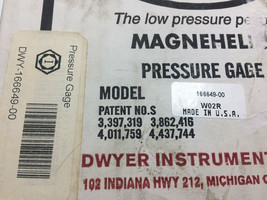 The low pressure
MAGNEHEL
PRESSURE GAGE
MODEL 166649-00
W02R
PATENT NO.S MADE IN U.S.A.
3,397,319 3,862,416
4,011,759 4,437,744
DWYER INSTRUMENT
102 INDIANA HWY 212, MICHIGAN
Pressure Gage
DWY-166649-00